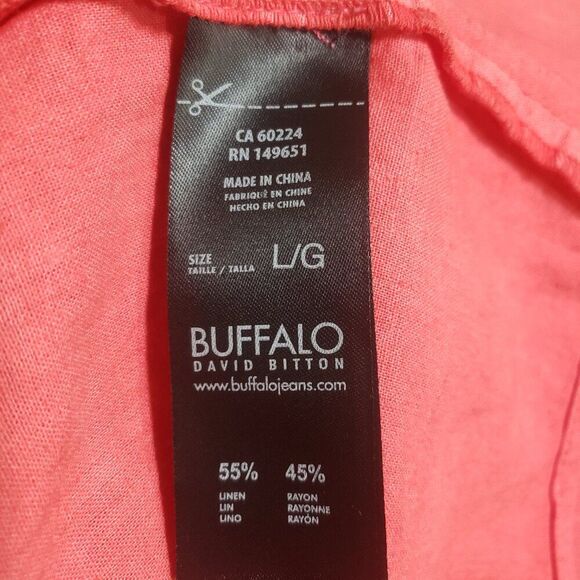 CA 60224
RN 149651
MADE IN CHINA
FABRIQUÉ EN CHINE
HECHO EN CHINA
SIZE L/G
TAILLE / TALLA
BUFFALO
DAVID BITTON
www.buffalojeans.com
55% 45%
LINEN RAYON
LIN RAYONNE
LINO RAYÓN